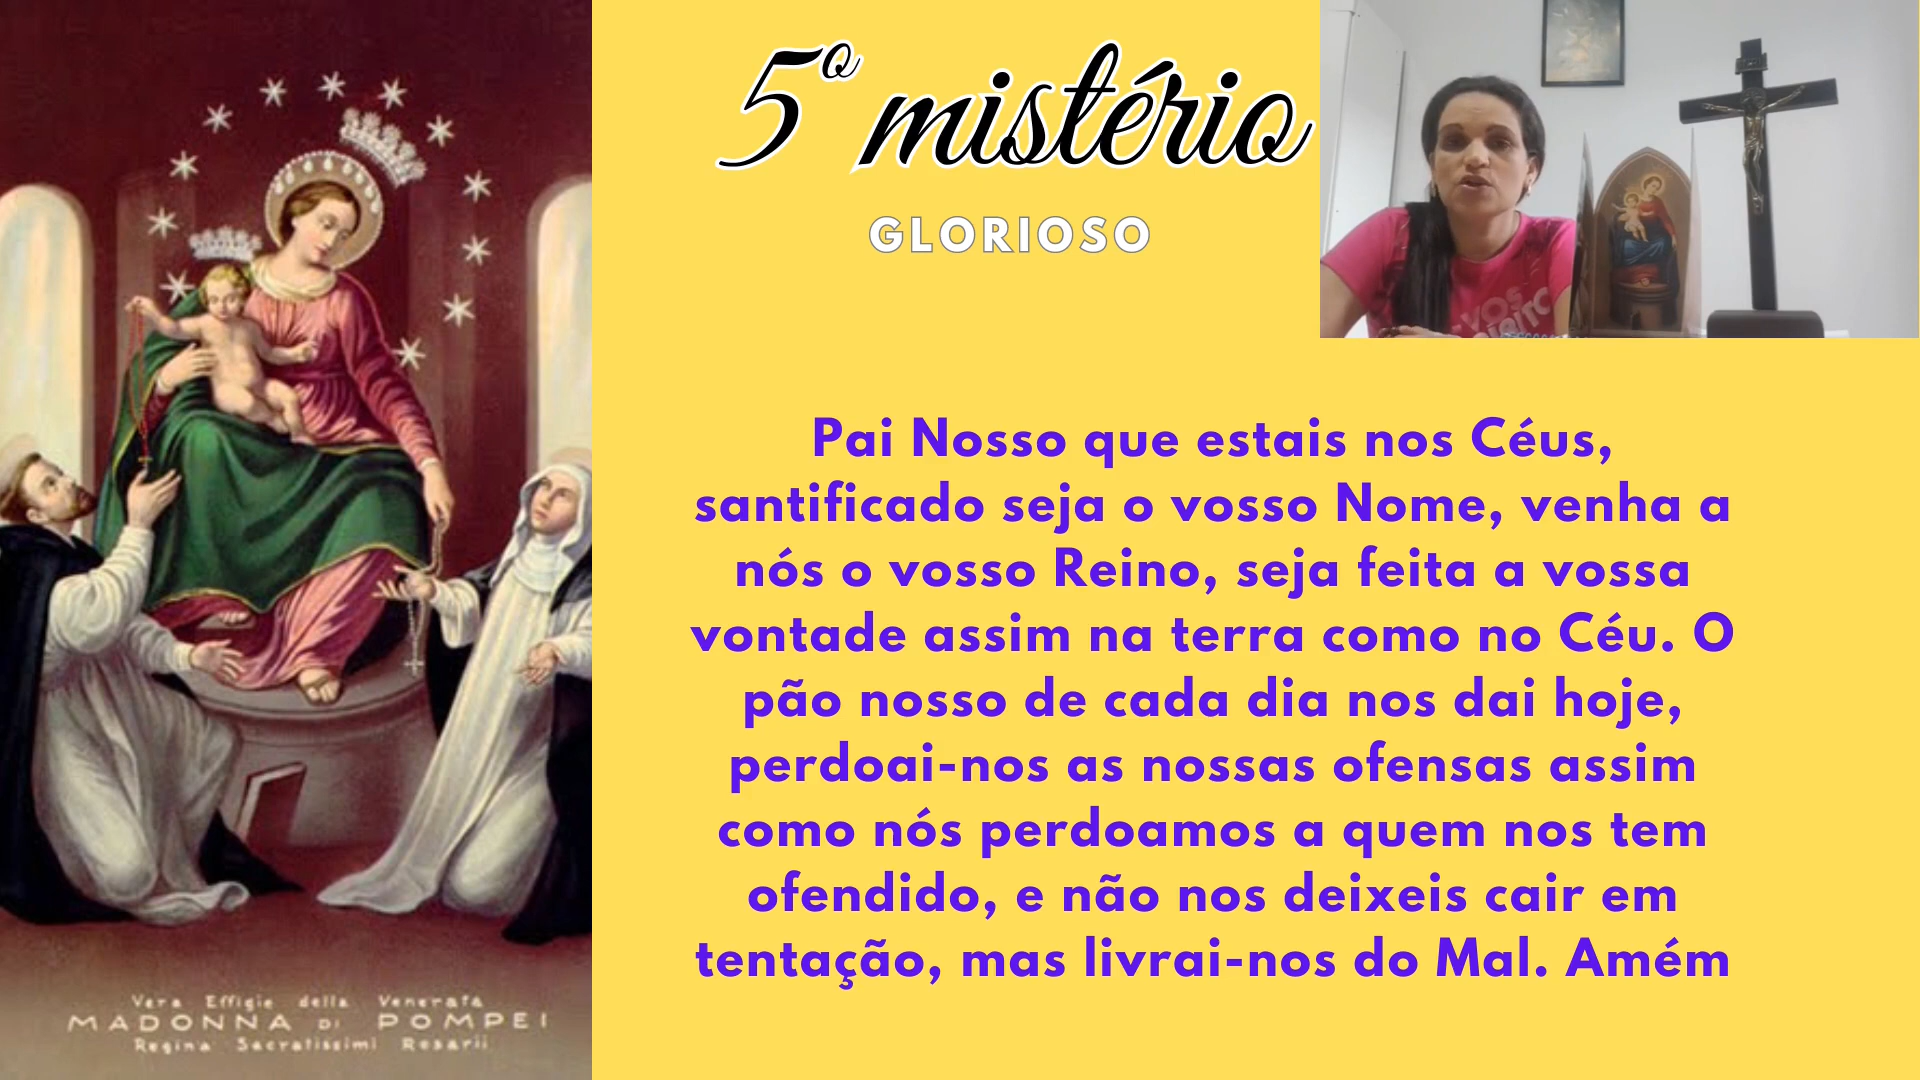 5º mistério
GLORIOSO
Pai Nosso que estais nos Céus,
santificado seja o vosso Nome, venha a
nós o vosso Reino, seja feita a vossa
vontade assim na terra como no Céu. O
pão nosso de cada dia nos dai hoje,
perdoai-nos as nossas ofensas assim
como nós perdoamos a quem nos tem
ofendido, e não nos deixeis cair em
tentação, mas livrai-nos do Mal. Amém
Vera Effigie della Venerata
MADONNA DI POMPEI
Regina Sacratissimi Rosarii